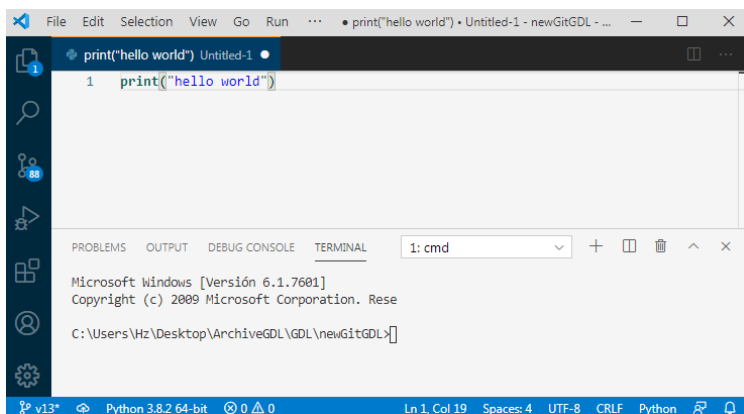 File Edit Selection View Go Run ··· ● print("hello world") • Untitled-1 - newGitGDL - ...
print("hello world") Untitled-1 ●
1
1 print("hello world")
88
PROBLEMS OUTPUT DEBUG CONSOLE TERMINAL 1: cmd
Microsoft Windows [Versión 6.1.7601]
Copyright (c) 2009 Microsoft Corporation. Rese
C:\Users\Hz\Desktop\ArchiveGDL\GDL\newGitGDL>
v13* Python 3.8.2 64-bit 0 0 Ln 1, Col 19 Spaces: 4 UTF-8 CRLF Python